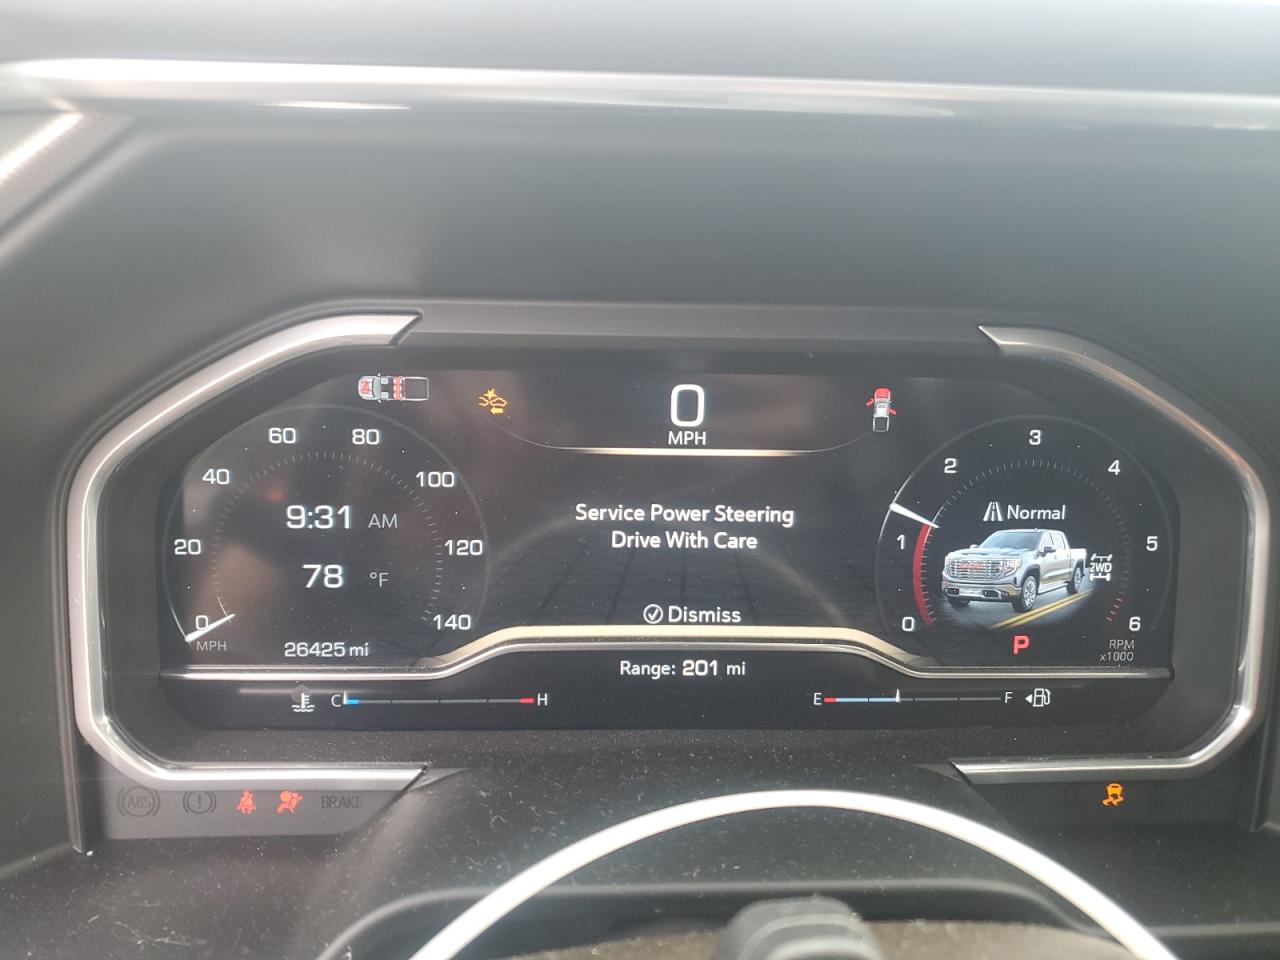 0
MPH
60 80
40 100
20 120
0 140
MPH
9:31 AM
78 °F
26425 mi
Service Power Steering
Drive With Care
Dismiss
Range: 201 mi
3
2 4
1 5
0 6
Normal
2WD
P
RPM
x1000
C H
E F
ABS
BRAKE